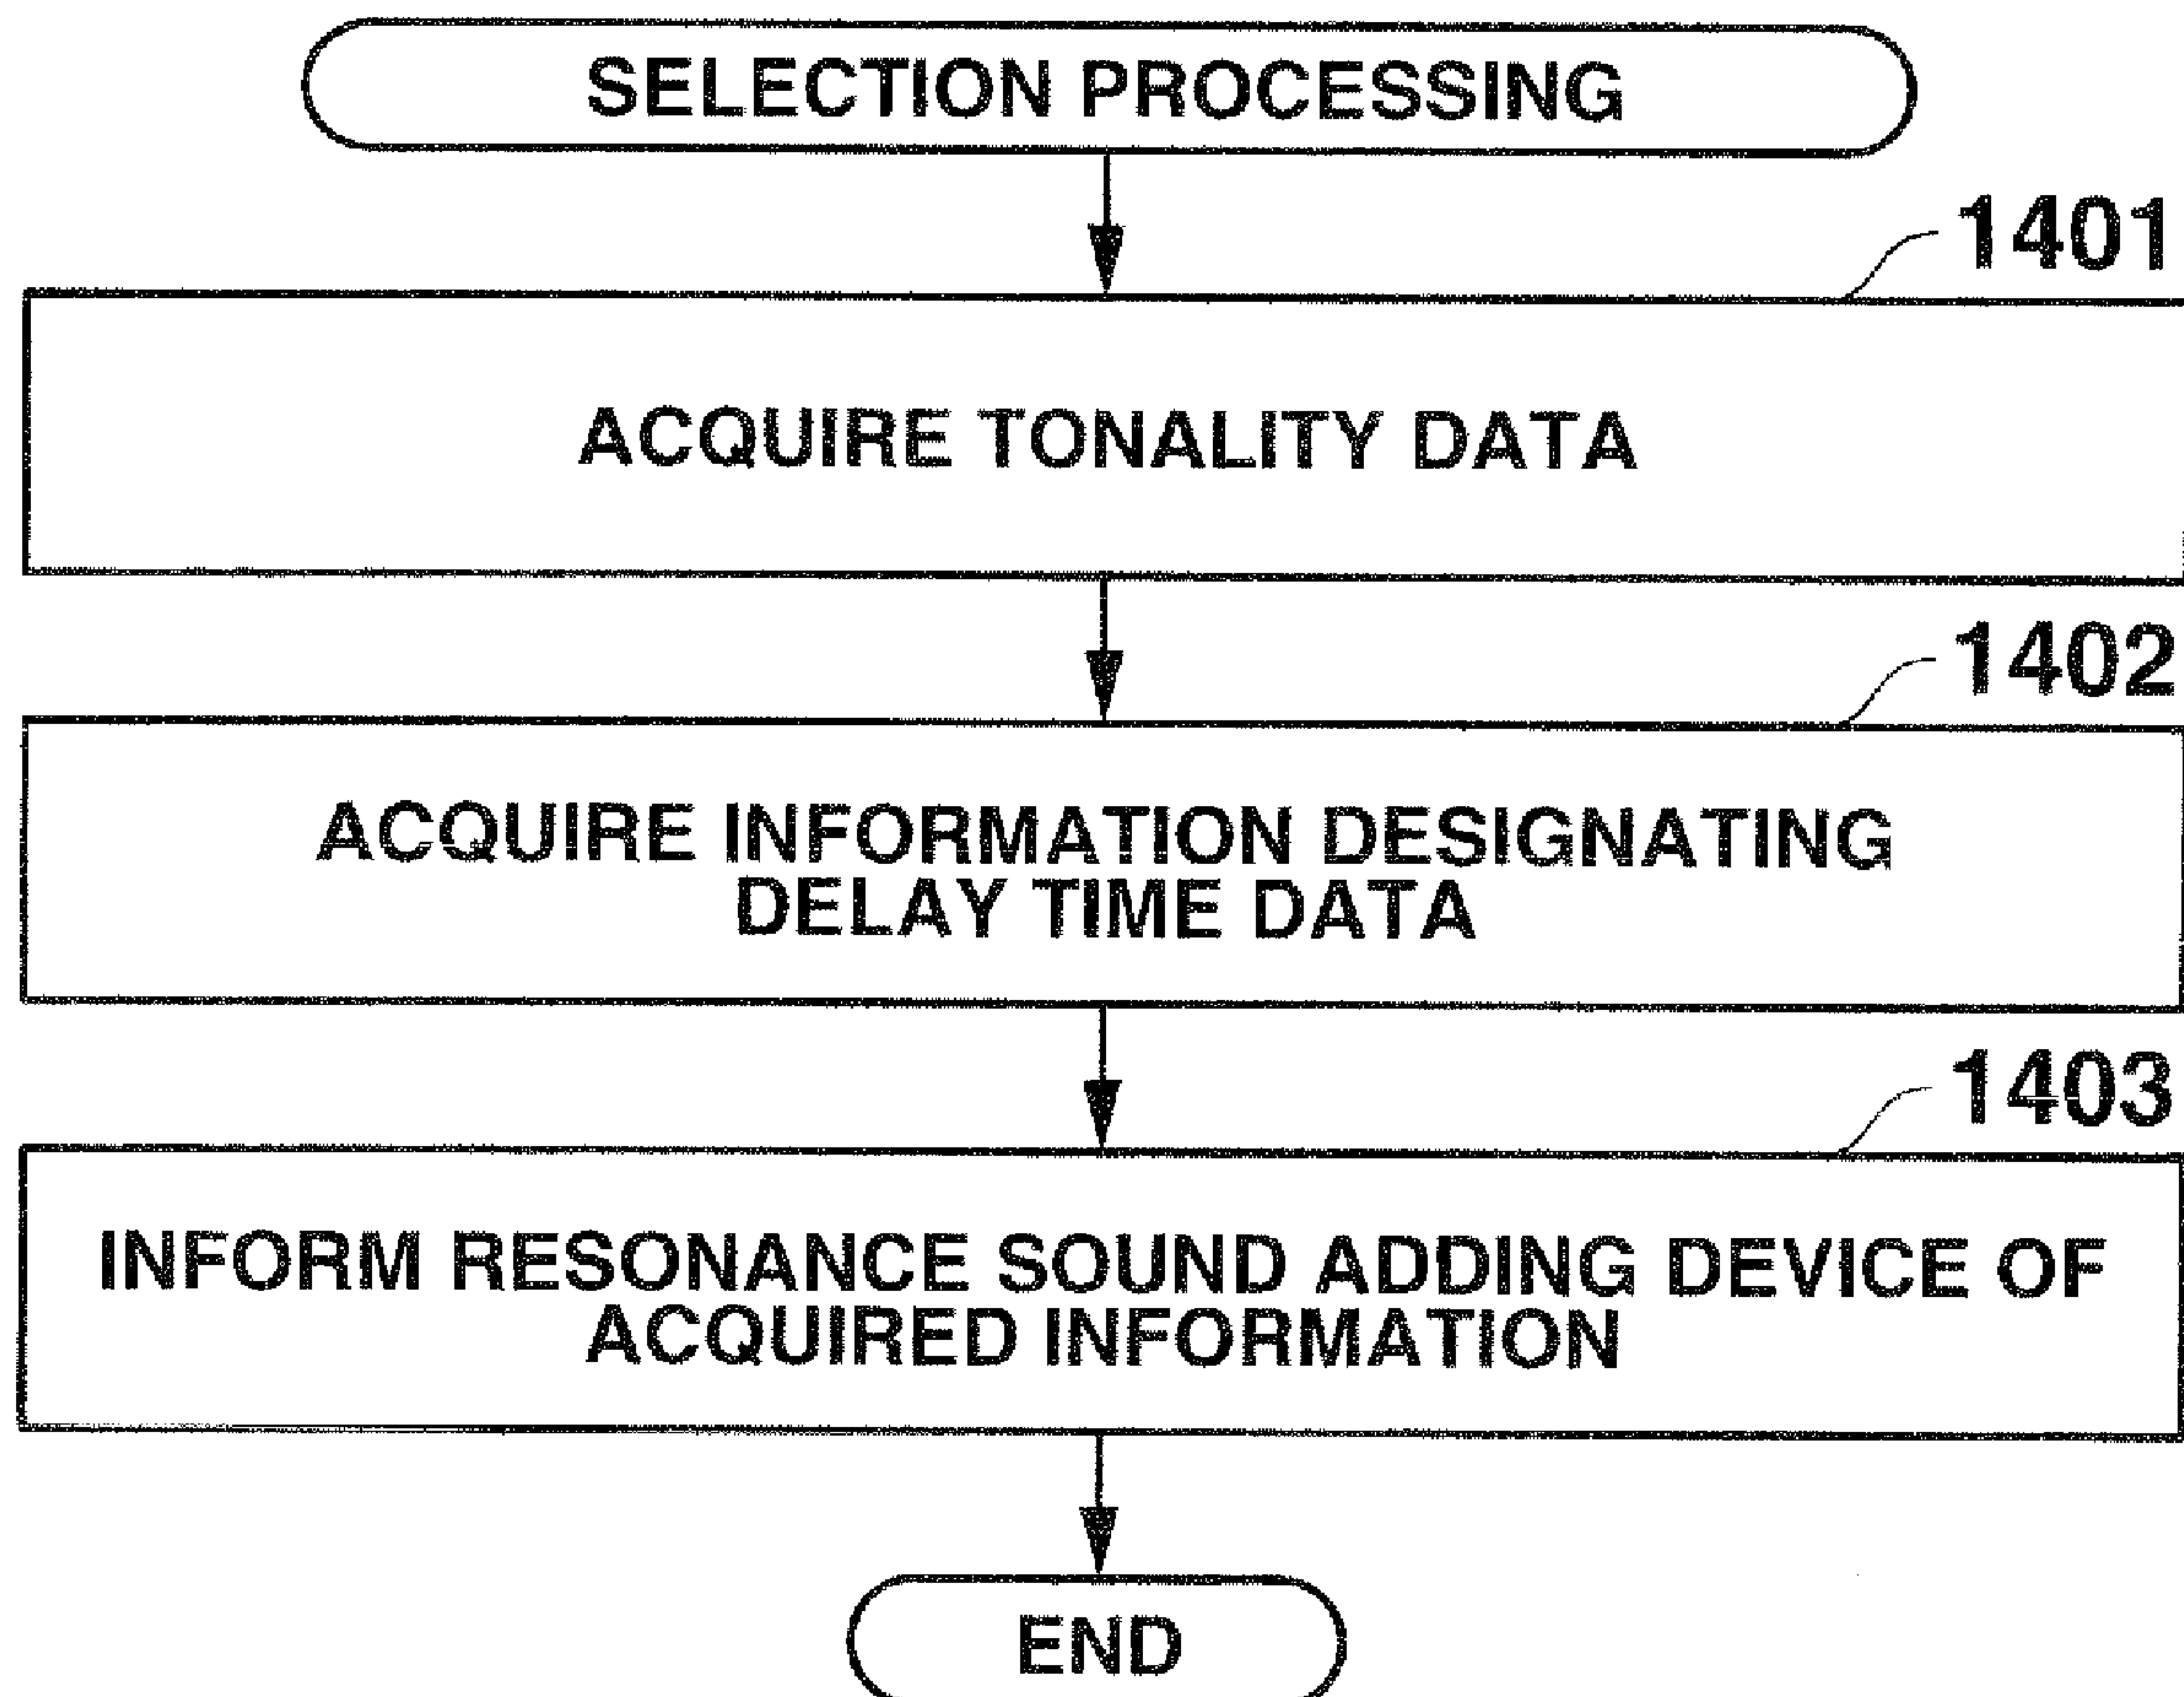 SELECTION PROCESSING
1401
ACQUIRE TONALITY DATA
1402
ACQUIRE INFORMATION DESIGNATING
DELAY TIME DATA
1403
INFORM RESONANCE SOUND ADDING DEVICE OF
ACQUIRED INFORMATION
END